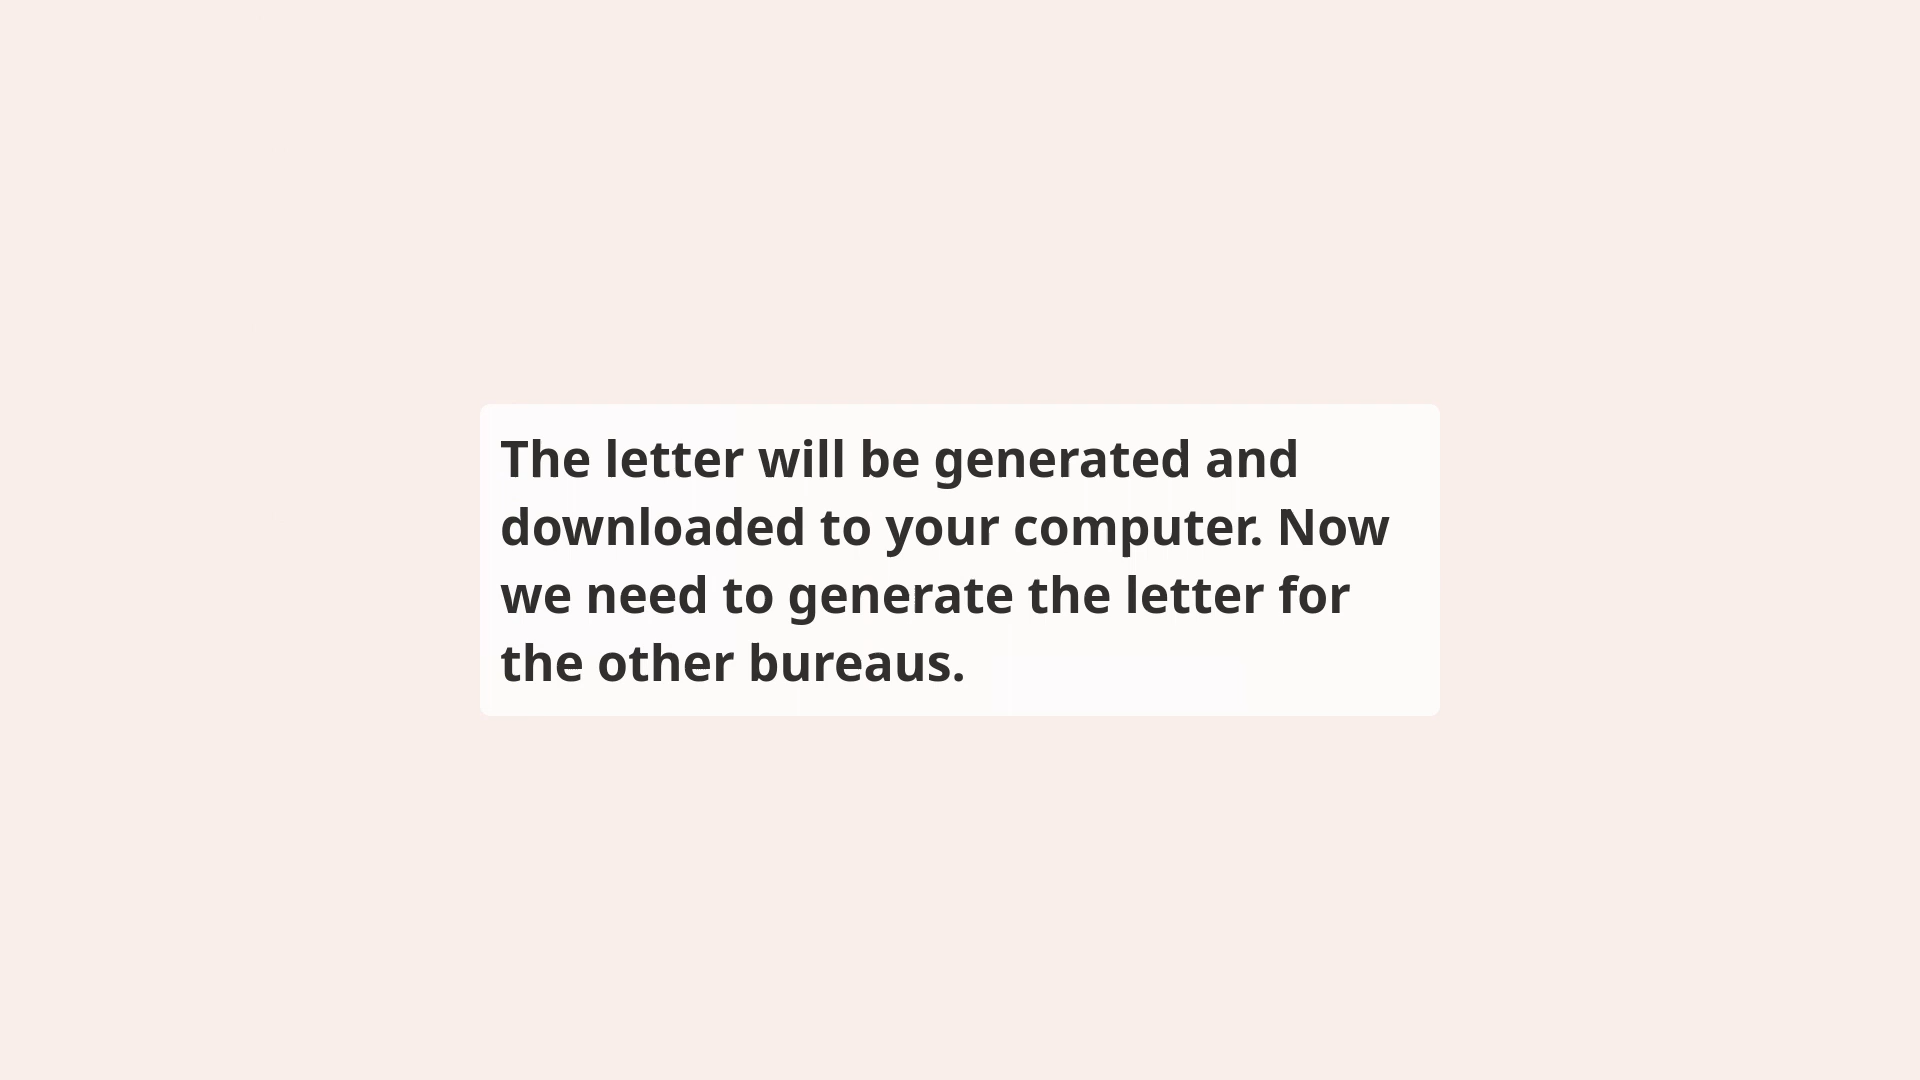 The letter will be generated and
downloaded to your computer. Now
we need to generate the letter for
the other bureaus.